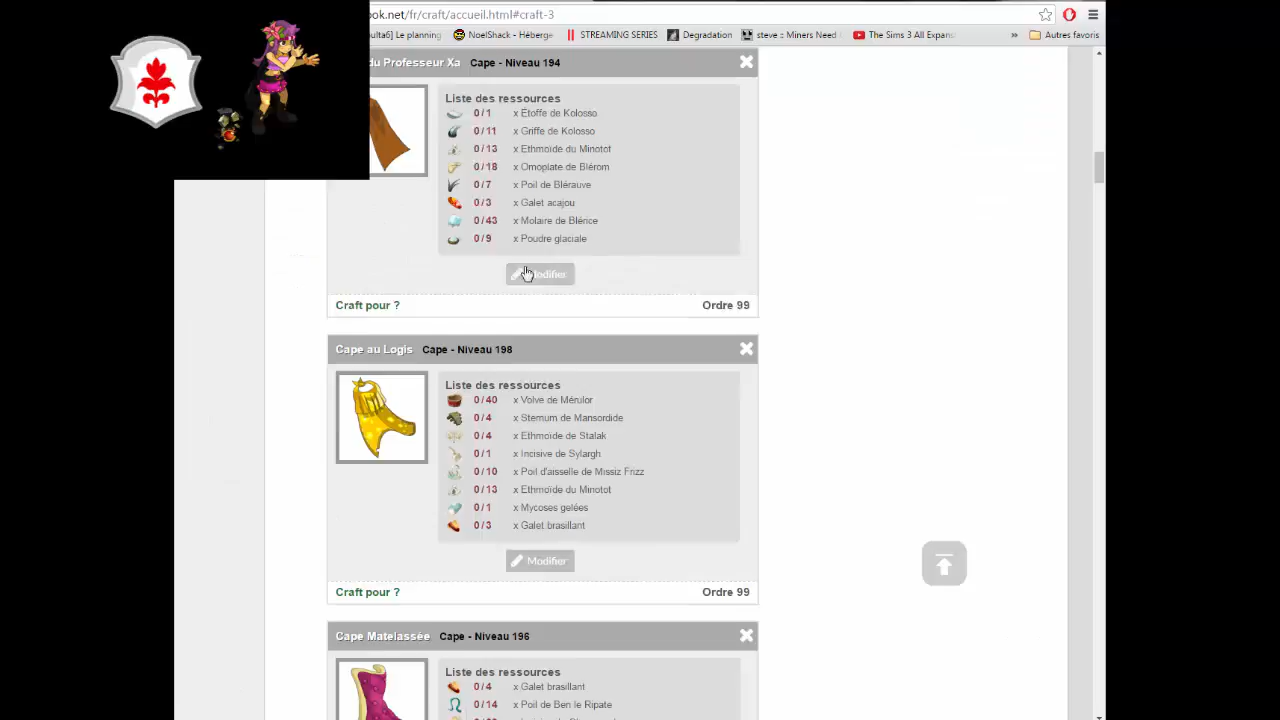 ook.net/fr/craft/accueil.html#craft-3
pulta6] Le planning NoelShack - Héberge STREAMING SERIES Degradation steve :: Miners Need The Sims 3 All Expans » Autres favoris
du Professeur Xa Cape - Niveau 194
Liste des ressources
0 / 1 x Étoffe de Kolosso
0 / 11 x Griffe de Kolosso
0 / 13 x Ethmoïde du Minotot
0 / 18 x Omoplate de Blérom
0 / 7 x Poil de Blérauve
0 / 3 x Galet acajou
0 / 43 x Molaire de Blérice
0 / 9 x Poudre glaciale
Modifier
Craft pour ? Ordre 99
Cape au Logis Cape - Niveau 198
Liste des ressources
0 / 40 x Volve de Mérulor
0 / 4 x Sternum de Mansordide
0 / 4 x Ethmoïde de Stalak
0 / 1 x Incisive de Sylargh
0 / 10 x Poil d'aisselle de Missiz Frizz
0 / 13 x Ethmoïde du Minotot
0 / 1 x Mycoses gelées
0 / 3 x Galet brasillant
Modifier
Craft pour ? Ordre 99
Cape Matelassée Cape - Niveau 196
Liste des ressources
0 / 4 x Galet brasillant
0 / 14 x Poil de Ben le Ripate